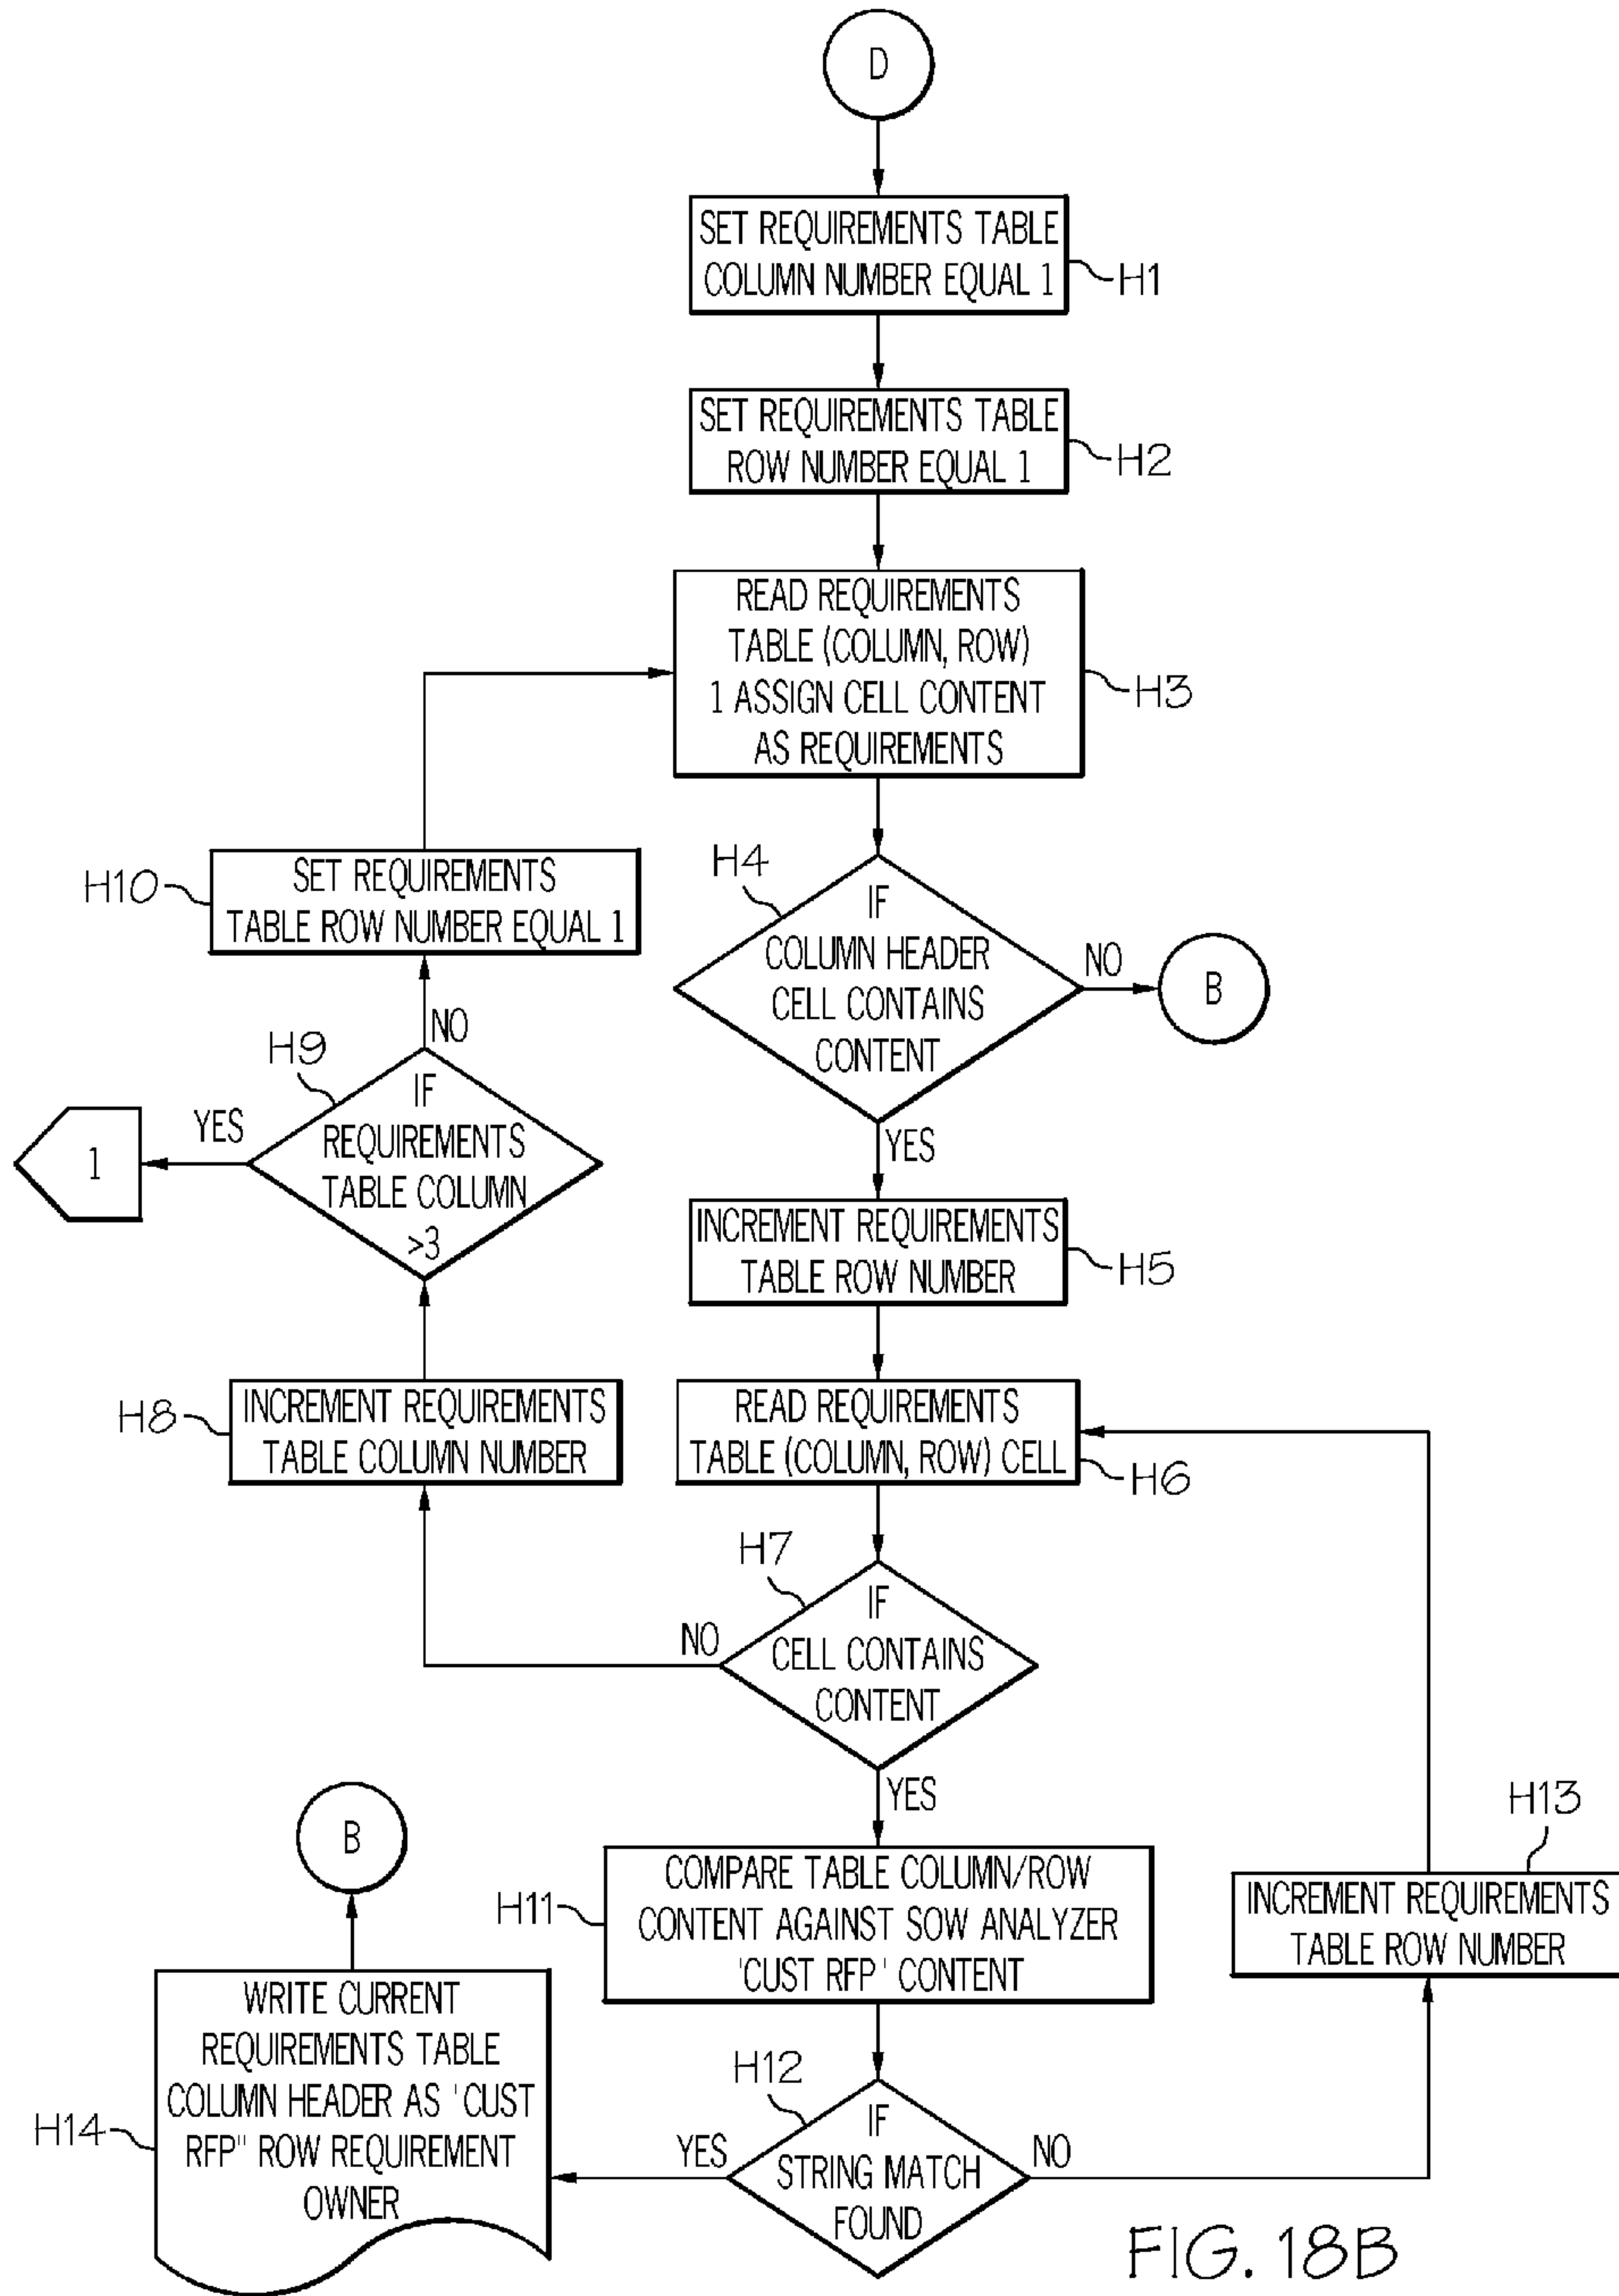 D
SET REQUIREMENTS TABLE
COLUMN NUMBER EQUAL 1
H1
SET REQUIREMENTS TABLE
ROW NUMBER EQUAL 1
H2
READ REQUIREMENTS
TABLE (COLUMN, ROW)
1 ASSIGN CELL CONTENT
AS REQUIREMENTS
H3
H10
SET REQUIREMENTS
TABLE ROW NUMBER EQUAL 1
H4
IF
COLUMN HEADER
CELL CONTAINS
CONTENT
NO
B
YES
NO
H9
IF
REQUIREMENTS
TABLE COLUMN
>3
YES
1
INCREMENT REQUIREMENTS
TABLE ROW NUMBER
H5
H8
INCREMENT REQUIREMENTS
TABLE COLUMN NUMBER
READ REQUIREMENTS
TABLE (COLUMN, ROW) CELL
H6
H7
IF
CELL CONTAINS
CONTENT
NO
YES
B
H11
COMPARE TABLE COLUMN/ROW
CONTENT AGAINST SOW ANALYZER
'CUST RFP' CONTENT
H13
INCREMENT REQUIREMENTS
TABLE ROW NUMBER
H14
WRITE CURRENT
REQUIREMENTS TABLE
COLUMN HEADER AS 'CUST
RFP" ROW REQUIREMENT
OWNER
H12
IF
STRING MATCH
FOUND
YES
NO
FIG. 18B